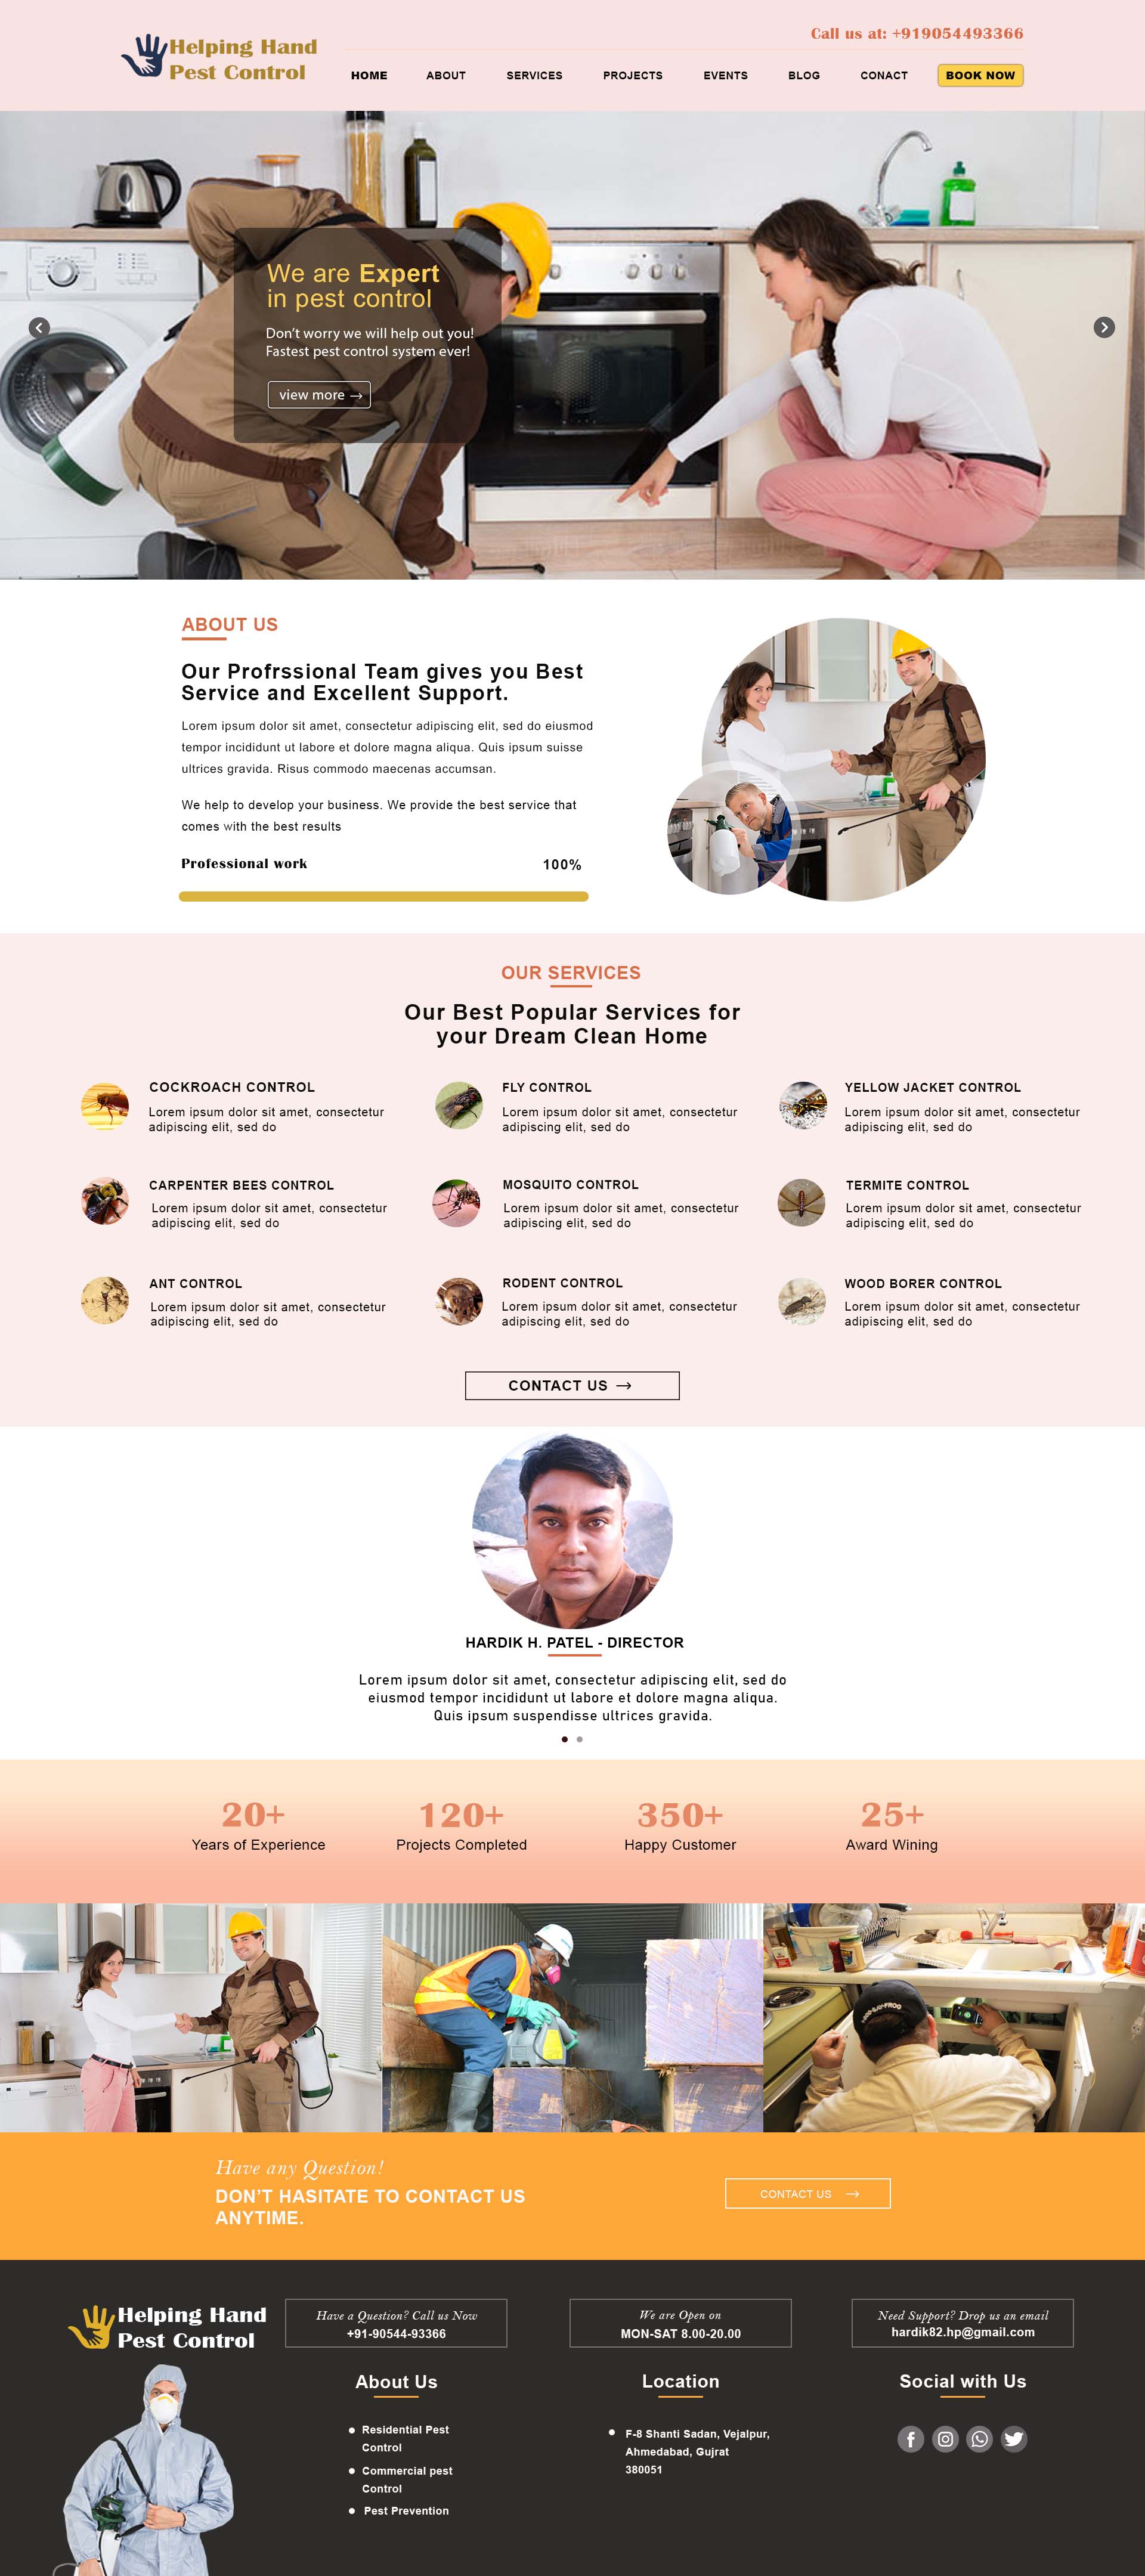 Helping Hand
Pest Control
Call us at: +919054493366
HOME ABOUT SERVICES PROJECTS EVENTS BLOG CONACT BOOK NOW
We are Expert
in pest control
Don't worry we will help out you!
Fastest pest control system ever!
view more →
ABOUT US
Our Profrssional Team gives you Best
Service and Excellent Support.
Lorem ipsum dolor sit amet, consectetur adipiscing elit, sed do eiusmod
tempor incididunt ut labore et dolore magna aliqua. Quis ipsum suisse
ultrices gravida. Risus commodo maecenas accumsan.
We help to develop your business. We provide the best service that
comes with the best results
Professional work 100%
OUR SERVICES
Our Best Popular Services for
your Dream Clean Home
COCKROACH CONTROL
Lorem ipsum dolor sit amet, consectetur
adipiscing elit, sed do
FLY CONTROL
Lorem ipsum dolor sit amet, consectetur
adipiscing elit, sed do
YELLOW JACKET CONTROL
Lorem ipsum dolor sit amet, consectetur
adipiscing elit, sed do
CARPENTER BEES CONTROL
Lorem ipsum dolor sit amet, consectetur
adipiscing elit, sed do
MOSQUITO CONTROL
Lorem ipsum dolor sit amet, consectetur
adipiscing elit, sed do
TERMITE CONTROL
Lorem ipsum dolor sit amet, consectetur
adipiscing elit, sed do
ANT CONTROL
Lorem ipsum dolor sit amet, consectetur
adipiscing elit, sed do
RODENT CONTROL
Lorem ipsum dolor sit amet, consectetur
adipiscing elit, sed do
WOOD BORER CONTROL
Lorem ipsum dolor sit amet, consectetur
adipiscing elit, sed do
CONTACT US →
HARDIK H. PATEL - DIRECTOR
Lorem ipsum dolor sit amet, consectetur adipiscing elit, sed do
eiusmod tempor incididunt ut labore et dolore magna aliqua.
Quis ipsum suspendisse ultrices gravida.
20+
Years of Experience
120+
Projects Completed
350+
Happy Customer
25+
Award Wining
Have any Question!
DON'T HASITATE TO CONTACT US
ANYTIME.
CONTACT US →
Helping Hand
Pest Control
Have a Question? Call us Now
+91-90544-93366
We are Open on
MON-SAT 8.00-20.00
Need Support? Drop us an email
hardik82.hp@gmail.com
About Us
Residential Pest
Control
Commercial pest
Control
Pest Prevention
Location
F-8 Shanti Sadan, Vejalpur,
Ahmedabad, Gujrat
380051
Social with Us